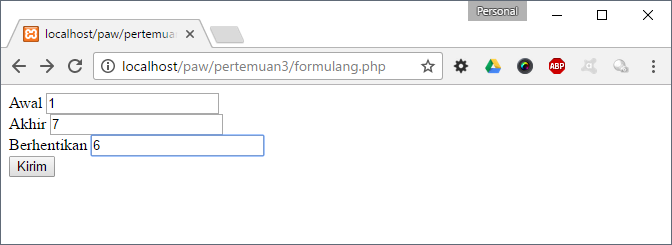 Personal
localhost/paw/pertemuan
localhost/paw/pertemuan3/formulang.php
ABP
Awal 1
Akhir 7
Berhentikan 6
Kirim